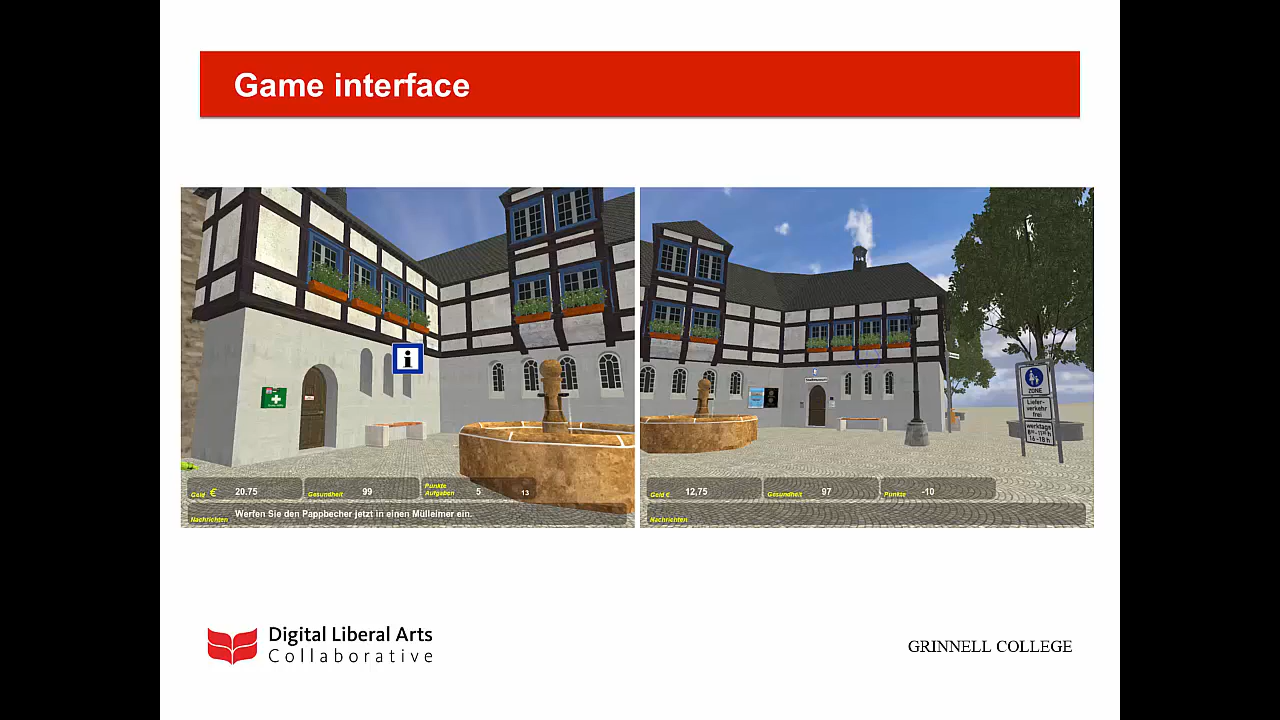 Game interface
i
Geld € 20.75 Gesundheit 99 Punkte 5
Aufgaben 13
Nachrichten Werfen Sie den Pappbecher jetzt in einen Mülleimer ein.
ZONE
Liefer-
verkehr
frei
werktags
16-18 h
Geld € 12,75 Gesundheit 97 Punkte -10
Nachrichten
Digital Liberal Arts
Collaborative
GRINNELL COLLEGE